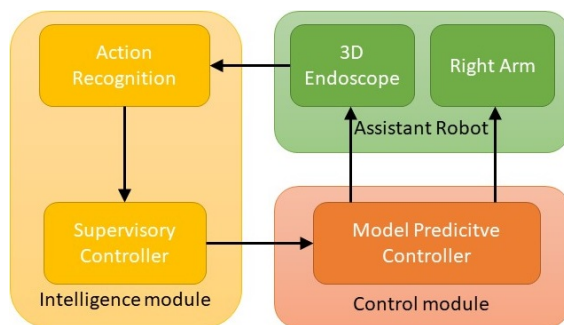 Action
Recognition
3D
Endoscope
Right Arm
Assistant Robot
Supervisory
Controller
Intelligence module
Model Predicitve
Controller
Control module